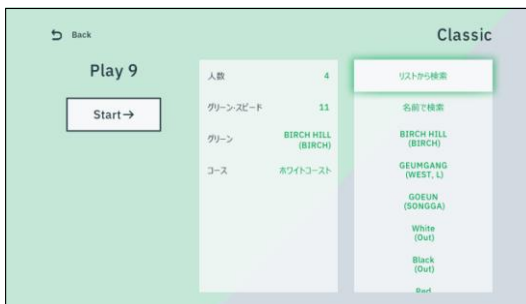 Back
Classic
Play 9
Start→
人数 4
グリーン·スピード 11
グリーン BIRCH HILL
(BIRCH)
コース ホワイトコースト
リストから検索
名前で検索
BIRCH HILL
(BIRCH)
GEUMGANG
(WEST, L)
GOEUN
(SONGGA)
White
(Out)
Black
(Out)
Red